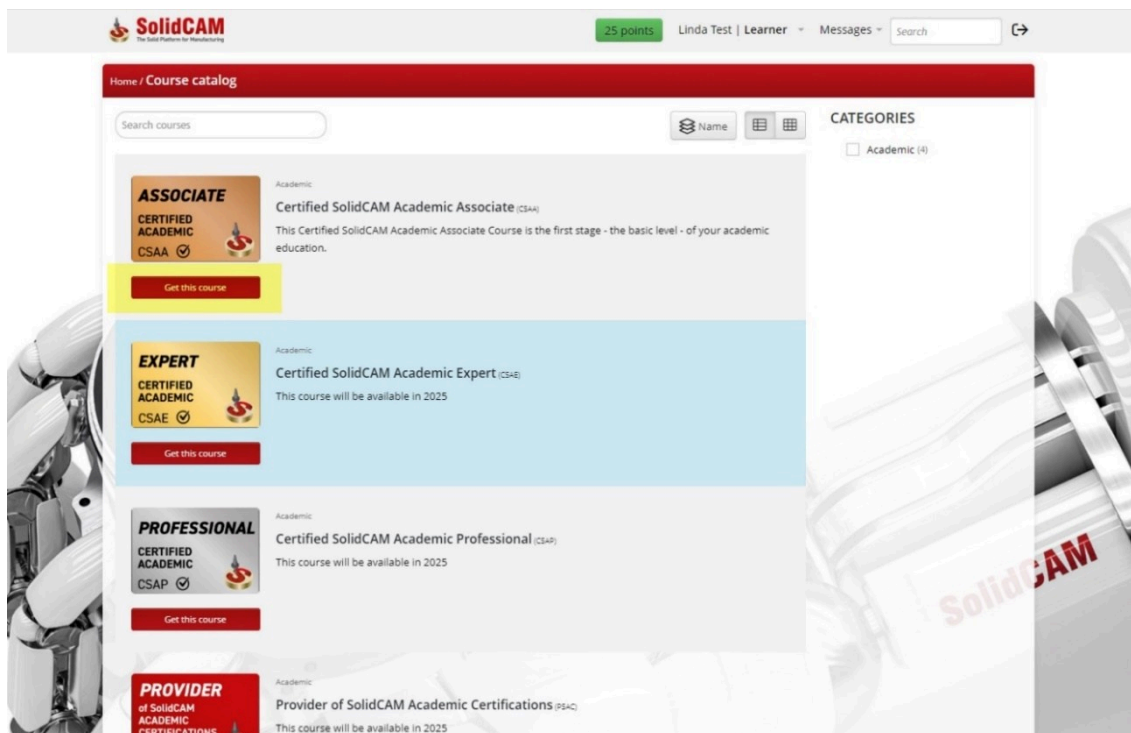 SolidCAM
The Solid Platform for Manufacturing
25 points
Linda Test | Learner
Messages
Search
Home / Course catalog
Search courses
Name
CATEGORIES
Academic (4)
ASSOCIATE
CERTIFIED
ACADEMIC
CSAA
Get this course
Academic
Certified SolidCAM Academic Associate (CSAA)
This Certified SolidCAM Academic Associate Course is the first stage - the basic level - of your academic
education.
EXPERT
CERTIFIED
ACADEMIC
CSAE
Get this course
Academic
Certified SolidCAM Academic Expert (CSAE)
This course will be available in 2025
PROFESSIONAL
CERTIFIED
ACADEMIC
CSAP
Get this course
Academic
Certified SolidCAM Academic Professional (CSAP)
This course will be available in 2025
PROVIDER
of SolidCAM
ACADEMIC
CERTIFICATIONS
Academic
Provider of SolidCAM Academic Certifications (PSAC)
This course will be available in 2025
SolidCAM